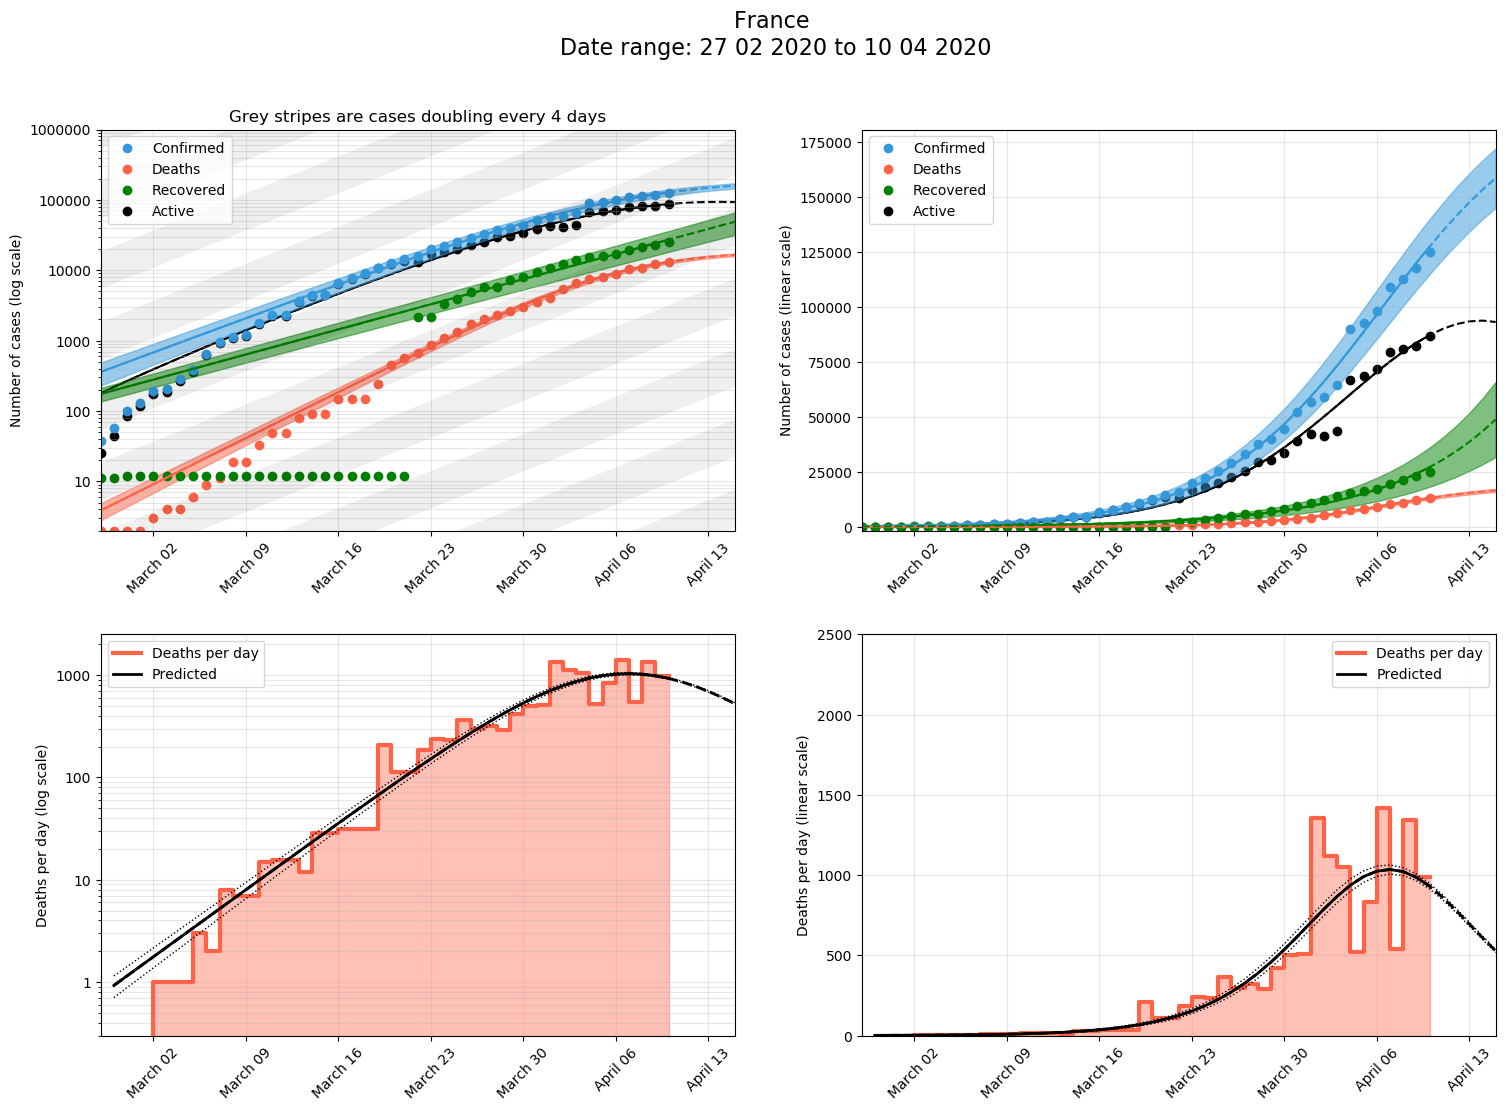 France
Date range: 27 02 2020 to 10 04 2020
Grey stripes are cases doubling every 4 days
Number of cases (log scale)
1000000
100000
10000
1000
100
10
Confirmed
Deaths
Recovered
Active
March 02
March 09
March 16
March 23
March 30
April 06
April 13
Number of cases (linear scale)
175000
150000
125000
100000
75000
50000
25000
0
Confirmed
Deaths
Recovered
Active
March 02
March 09
March 16
March 23
March 30
April 06
April 13
Deaths per day (log scale)
1000
100
10
1
Deaths per day
Predicted
March 02
March 09
March 16
March 23
March 30
April 06
April 13
Deaths per day (linear scale)
2500
2000
1500
1000
500
0
Deaths per day
Predicted
March 02
March 09
March 16
March 23
March 30
April 06
April 13